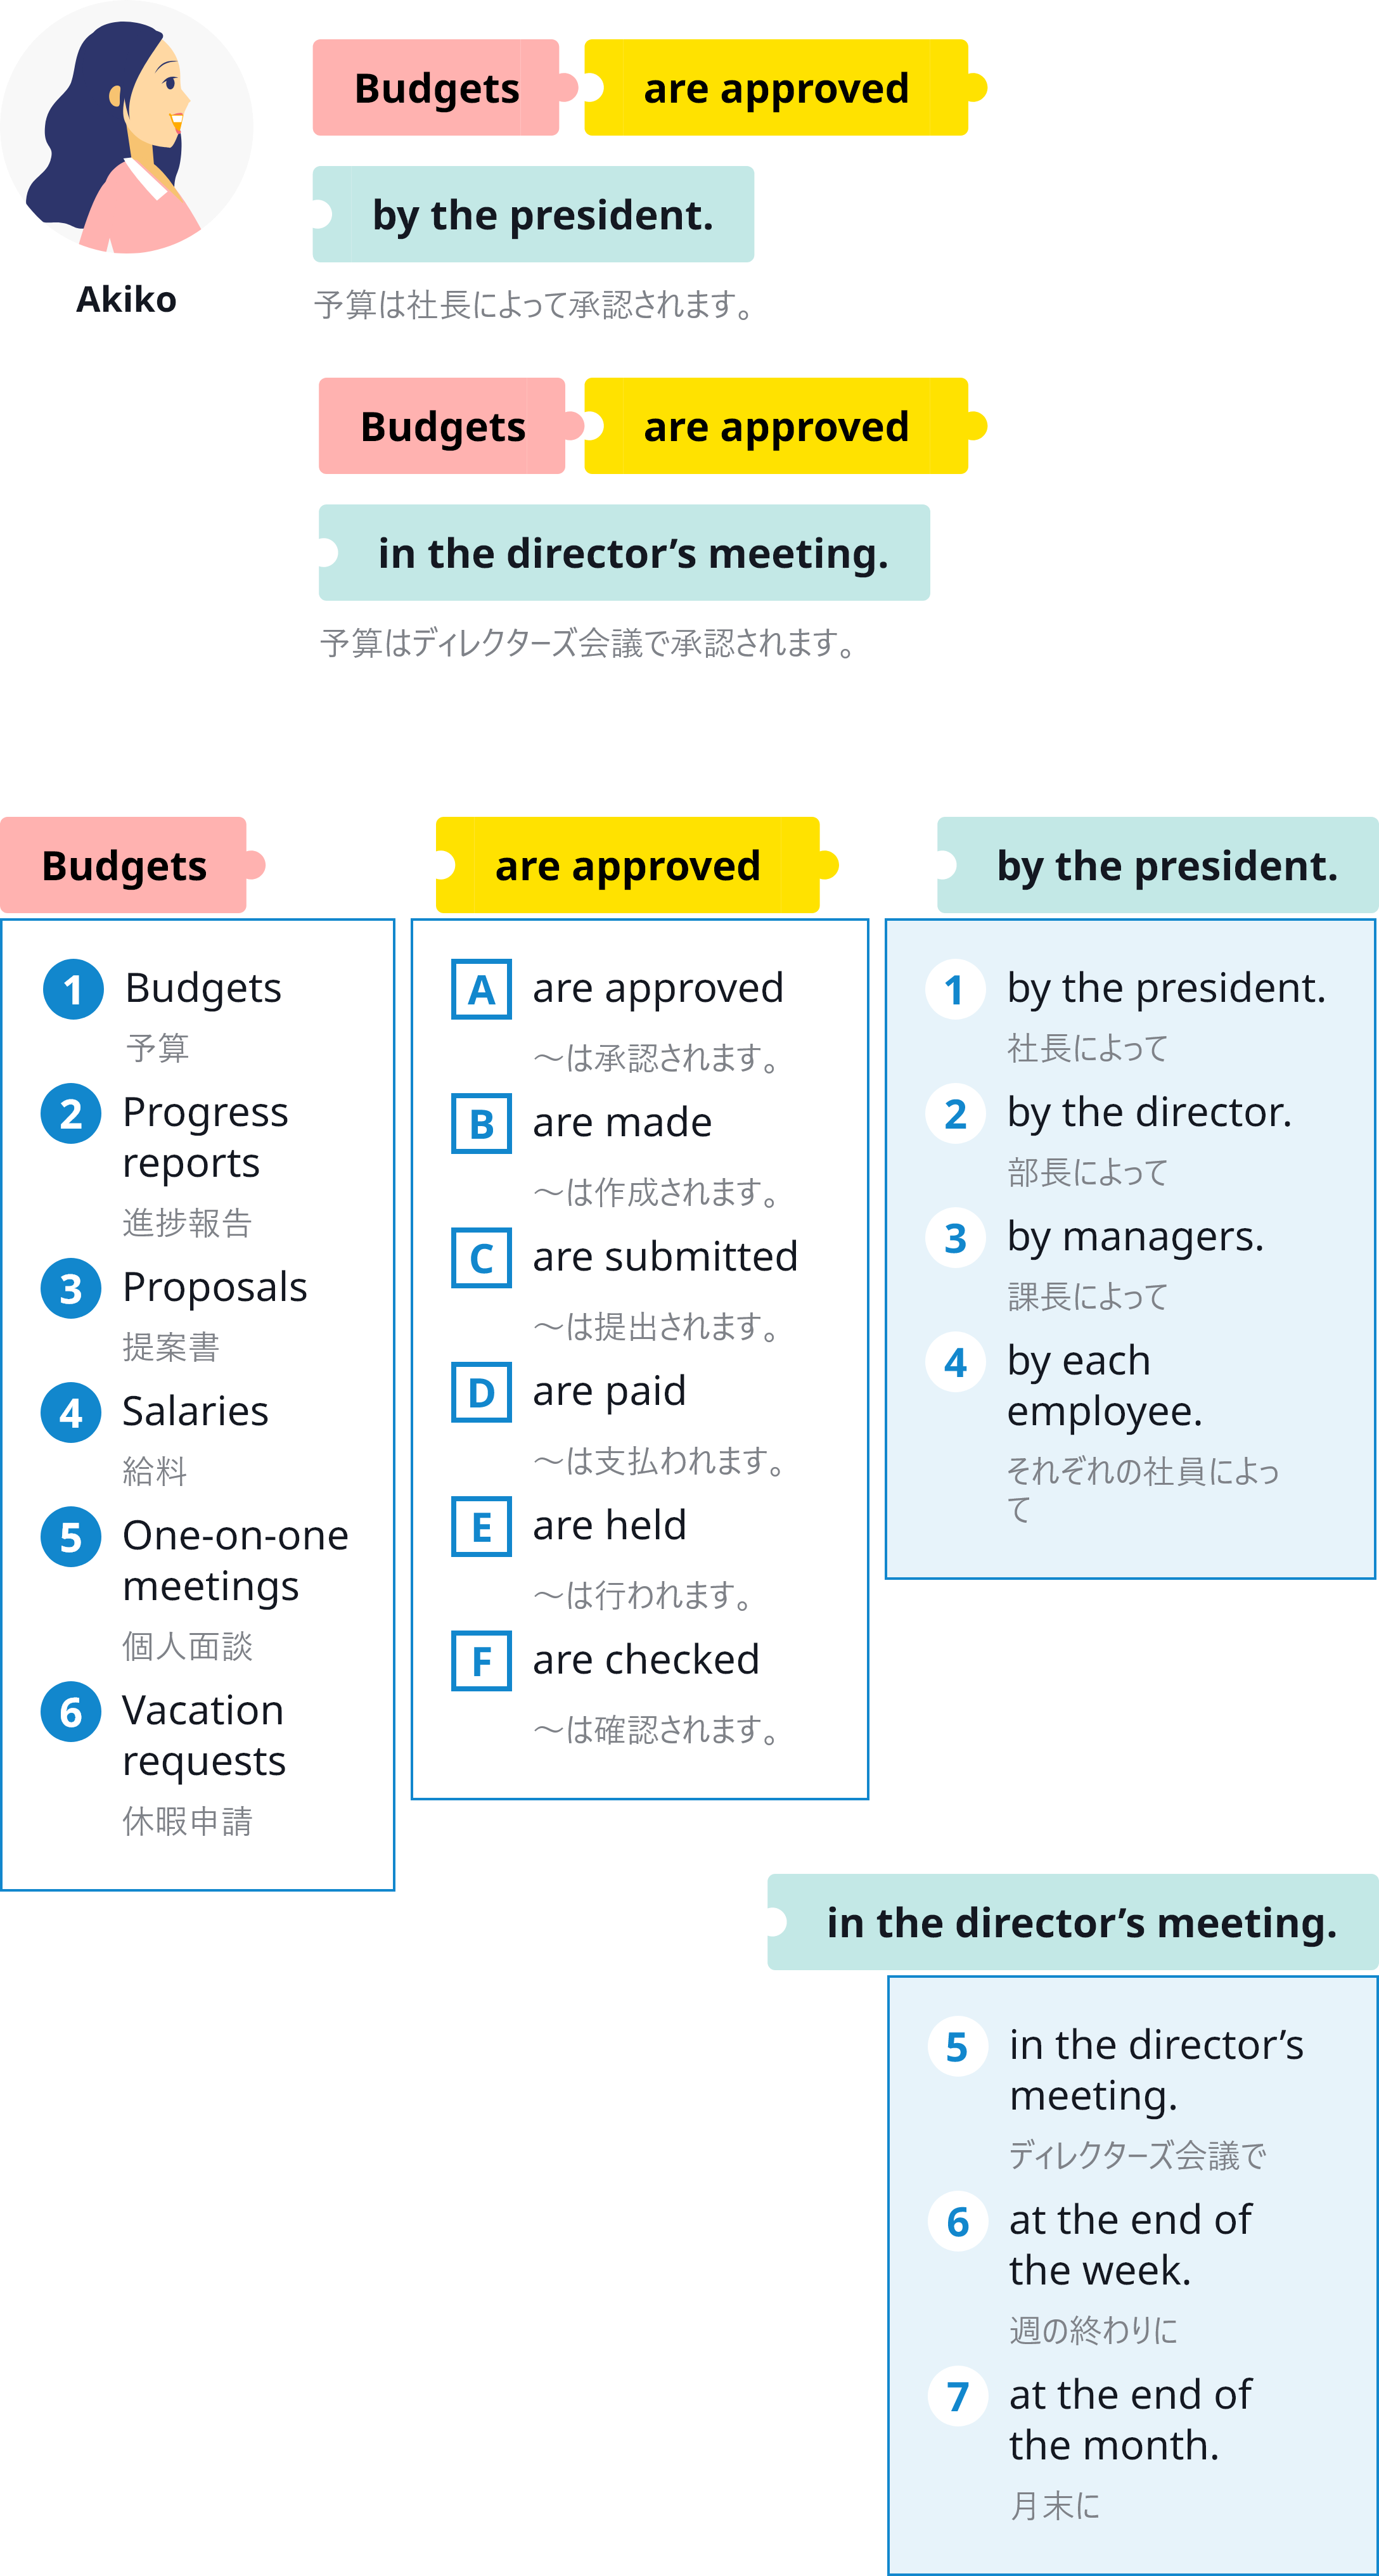 Budgets are approved
by the president.
Akiko
予算は社長によって承認されます。
Budgets are approved
in the director’s meeting.
予算はディレクターズ会議で承認されます。
Budgets
1 Budgets
予算
2 Progress
reports
進捗報告
3 Proposals
提案書
4 Salaries
給料
5 One-on-one
meetings
個人面談
6 Vacation
requests
休暇申請
are approved
A are approved
～は承認されます。
B are made
～は作成されます。
C are submitted
～は提出されます。
D are paid
～は支払われます。
E are held
～は行われます。
F are checked
～は確認されます。
by the president.
1 by the president.
社長によって
2 by the director.
部長によって
3 by managers.
課長によって
4 by each
employee.
それぞれの社員によっ
て
in the director’s meeting.
5 in the director’s
meeting.
ディレクターズ会議で
6 at the end of
the week.
週の終わりに
7 at the end of
the month.
月末に